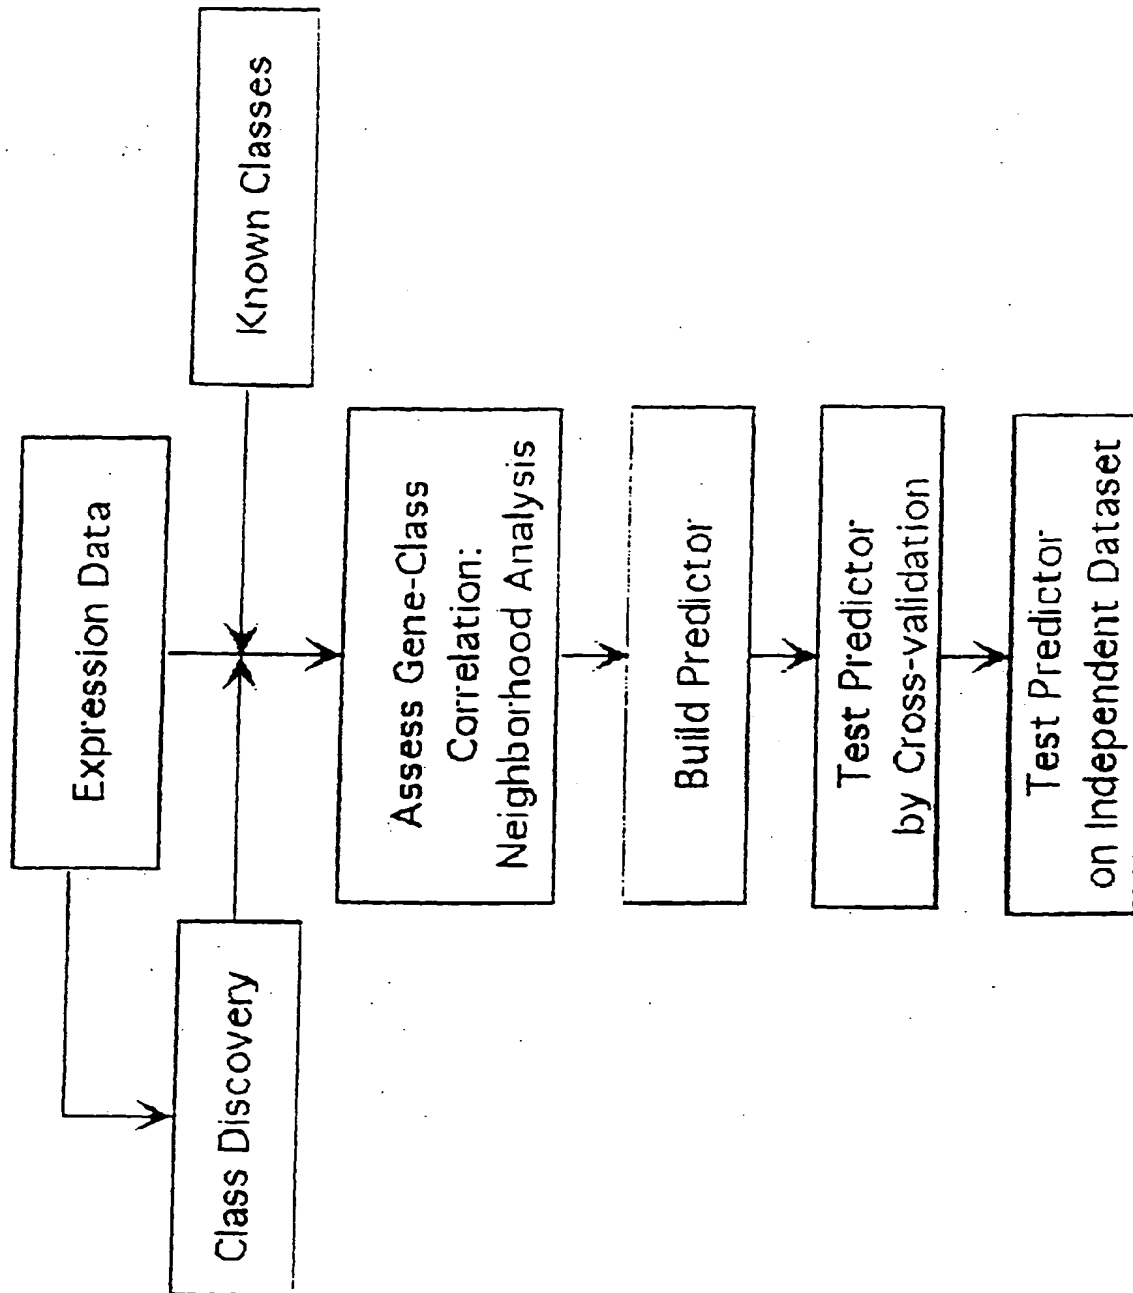 Expression Data
Class Discovery
Known Classes
Assess Gene-Class
Correlation:
Neighborhood Analysis
Build Predictor
Test Predictor
by Cross-validation
Test Predictor
on Independent Dataset